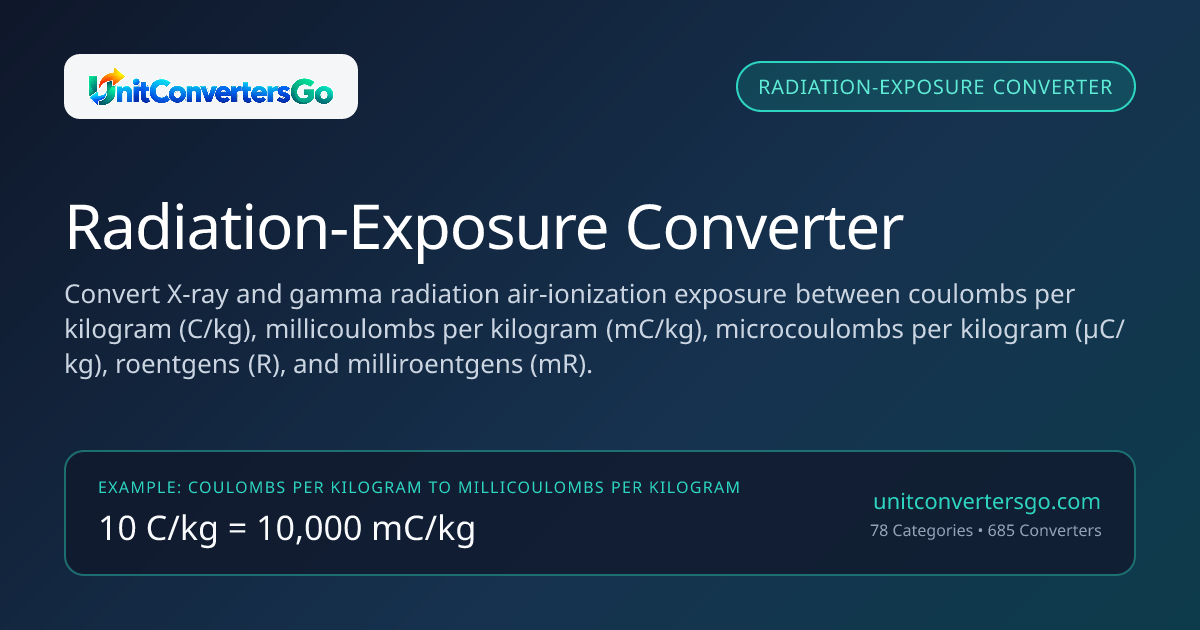 UnitConvertersGo
RADIATION-EXPOSURE CONVERTER
Radiation-Exposure Converter
Convert X-ray and gamma radiation air-ionization exposure between coulombs per
kilogram (C/kg), millicoulombs per kilogram (mC/kg), microcoulombs per kilogram (μC/
kg), roentgens (R), and milliroentgens (mR).
EXAMPLE: COULOMBS PER KILOGRAM TO MILLICOULOMBS PER KILOGRAM
10 C/kg = 10,000 mC/kg
unitconvertersgo.com
78 Categories • 685 Converters